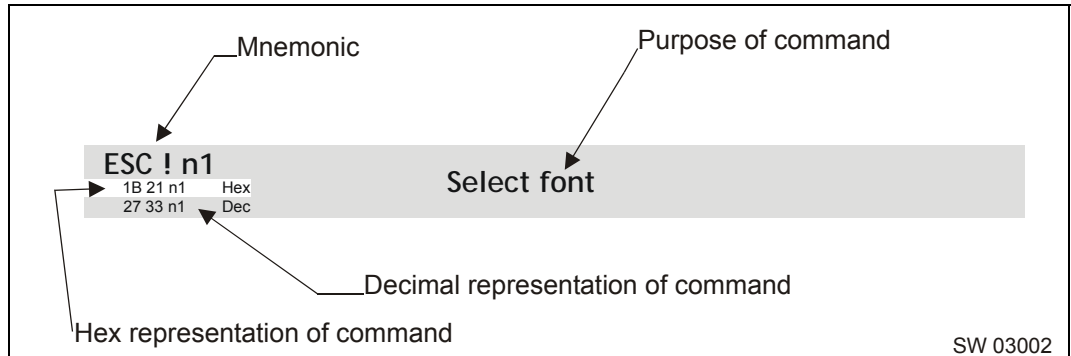 Mnemonic
Purpose of command
ESC ! n1
Select font
1B 21 n1 Hex
27 33 n1 Dec
Decimal representation of command
Hex representation of command
SW 03002